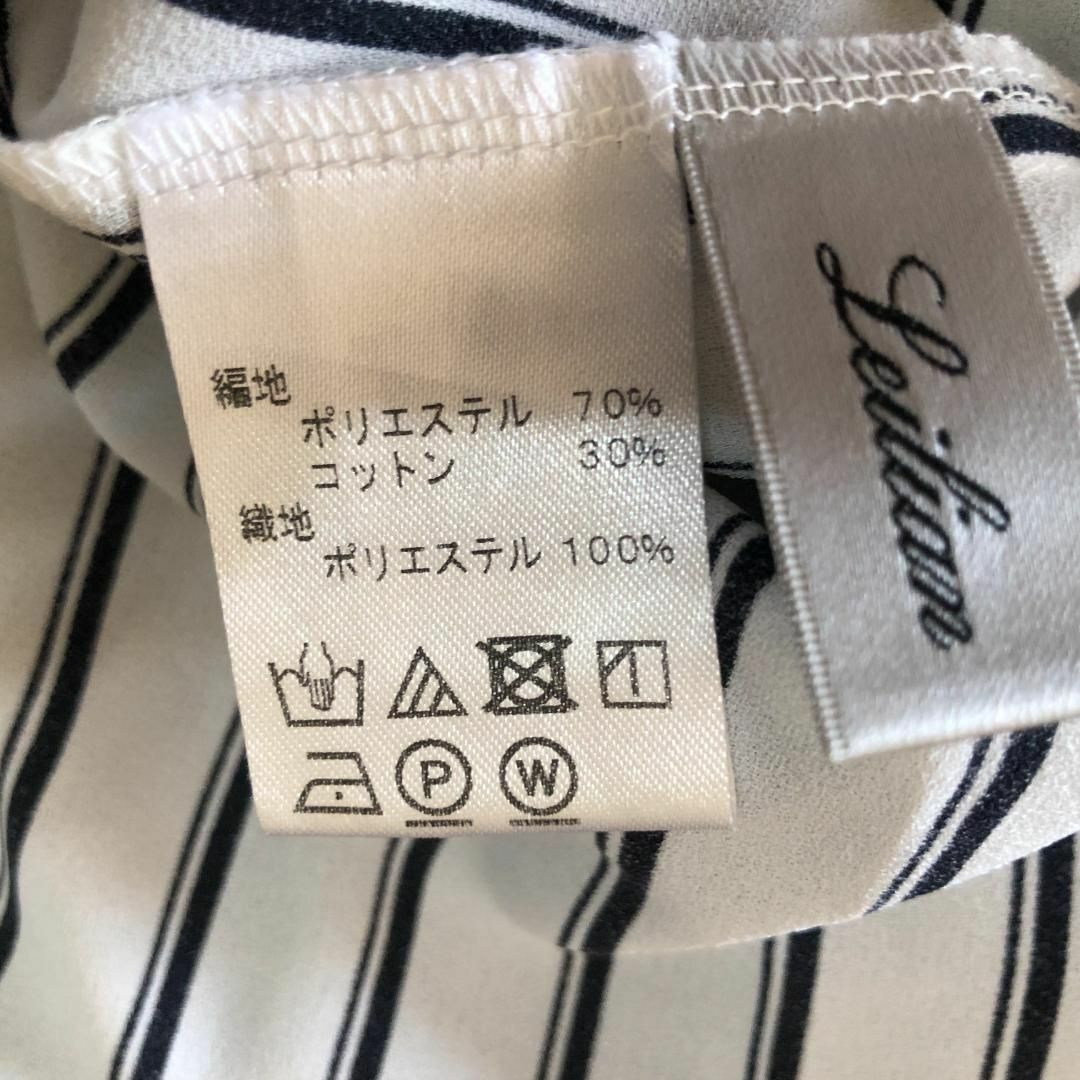 編地
ポリエステル 70%
コットン 30%
織地
ポリエステル 100%
P W
Leilian